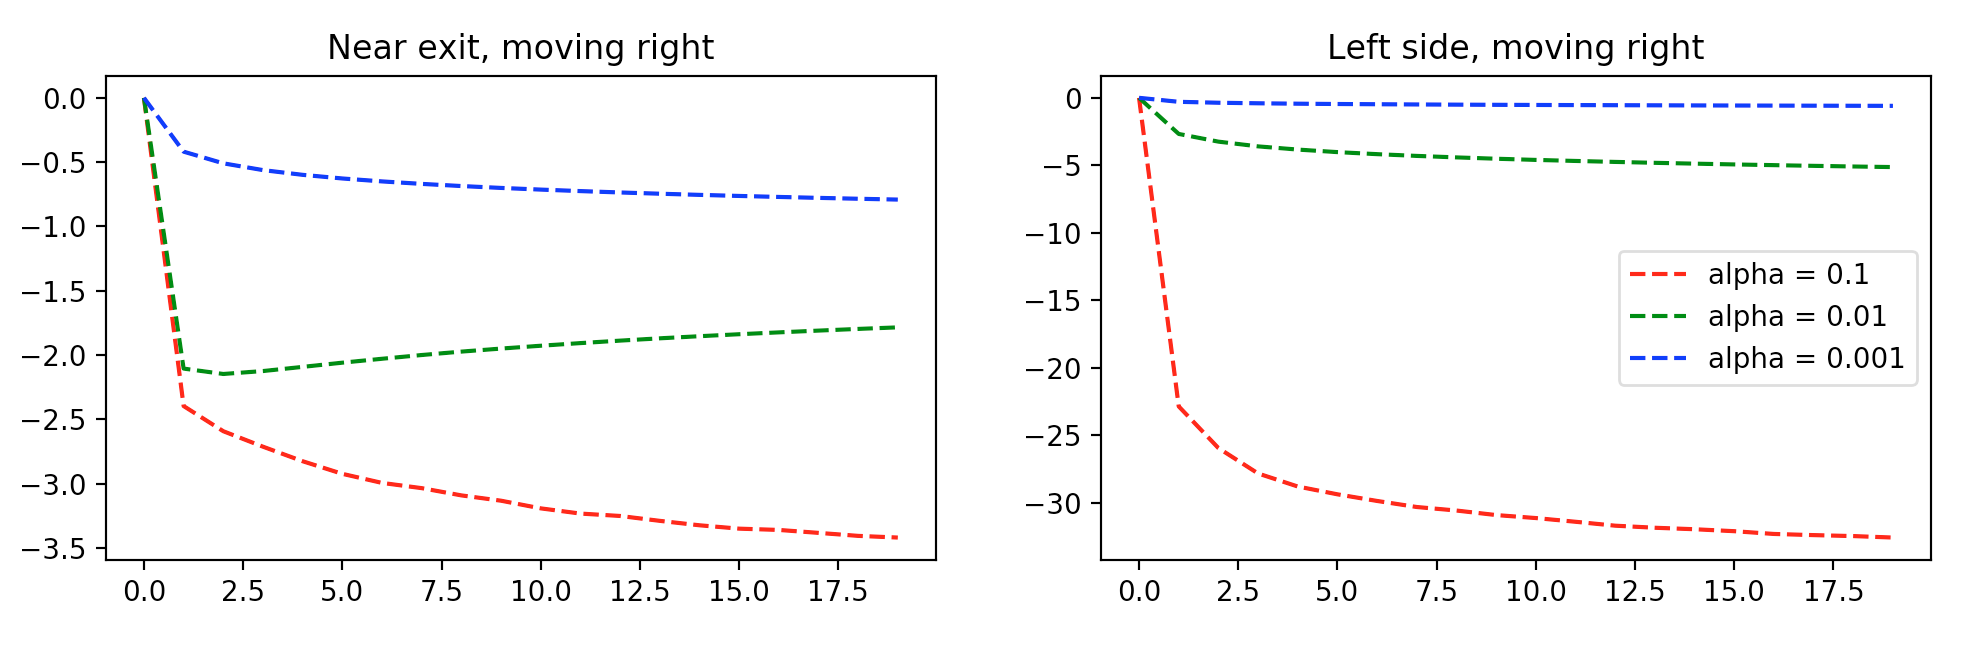 Near exit, moving right
0.0
−0.5
−1.0
−1.5
−2.0
−2.5
−3.0
−3.5
0.0 2.5 5.0 7.5 10.0 12.5 15.0 17.5
Left side, moving right
0
−5
−10
−15
−20
−25
−30
alpha = 0.1
alpha = 0.01
alpha = 0.001
0.0 2.5 5.0 7.5 10.0 12.5 15.0 17.5